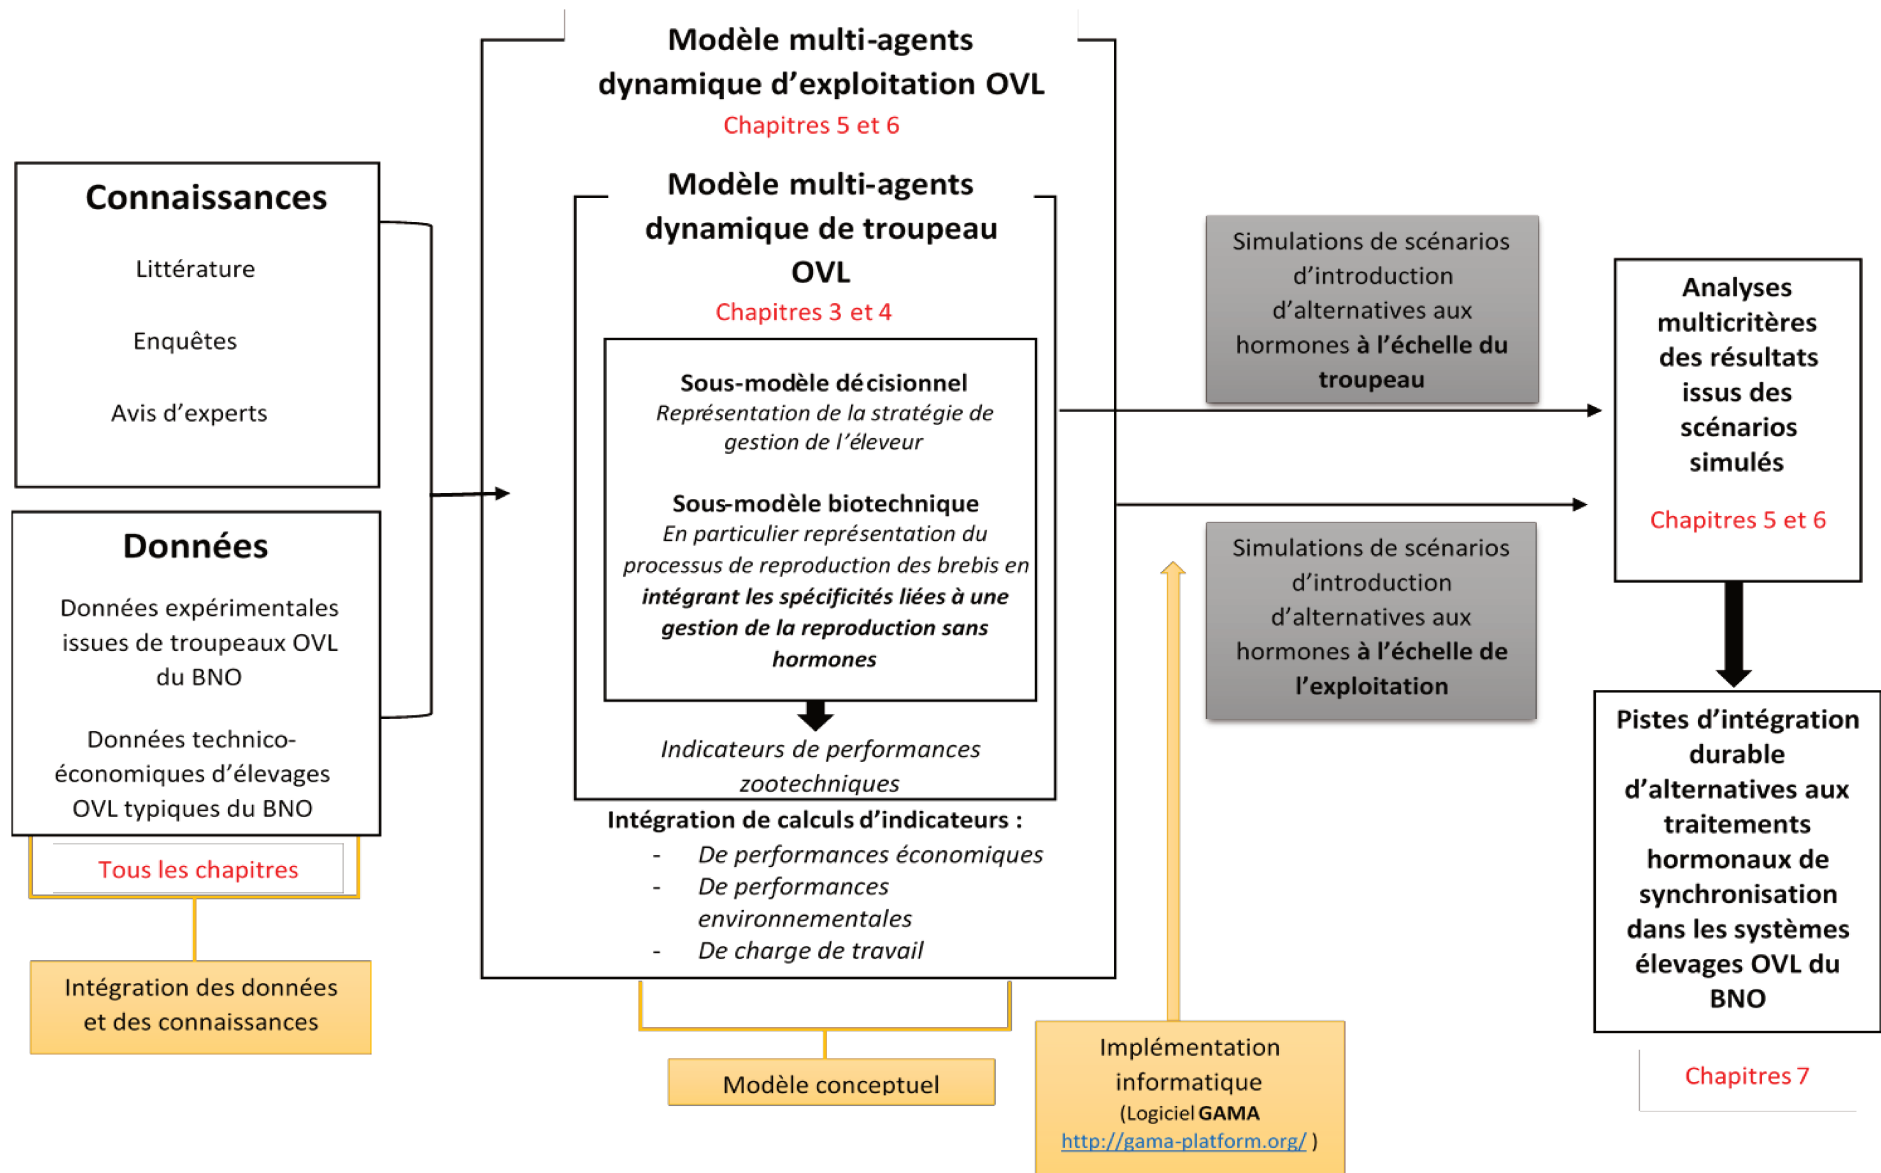 Connaissances
Littérature
Enquêtes
Avis d'experts
Données
Données expérimentales
issues de troupeaux OVL
du BNO
Données technico-
économiques d'élevages
OVL typiques du BNO
Tous les chapitres
Intégration des données
et des connaissances
Modèle multi-agents
dynamique d'exploitation OVL
Chapitres 5 et 6
Modèle multi-agents
dynamique de troupeau
OVL
Chapitres 3 et 4
Sous-modèle décisionnel
Représentation de la stratégie de
gestion de l'éleveur
Sous-modèle biotechnique
En particulier représentation du
processus de reproduction des brebis en
intégrant les spécificités liées à une
gestion de la reproduction sans
hormones
Indicateurs de performances
zootechniques
Intégration de calculs d'indicateurs :
- De performances économiques
- De performances
environnementales
- De charge de travail
Modèle conceptuel
Simulations de scénarios
d'introduction
d'alternatives aux
hormones à l'échelle du
troupeau
Simulations de scénarios
d'introduction
d'alternatives aux
hormones à l'échelle de
l'exploitation
Implémentation
informatique
(Logiciel GAMA
http://gama-platform.org/ )
Analyses
multicritères
des résultats
issus des
scénarios
simulés
Chapitres 5 et 6
Pistes d'intégration
durable
d'alternatives aux
traitements
hormonaux de
synchronisation
dans les systèmes
élevages OVL du
BNO
Chapitres 7